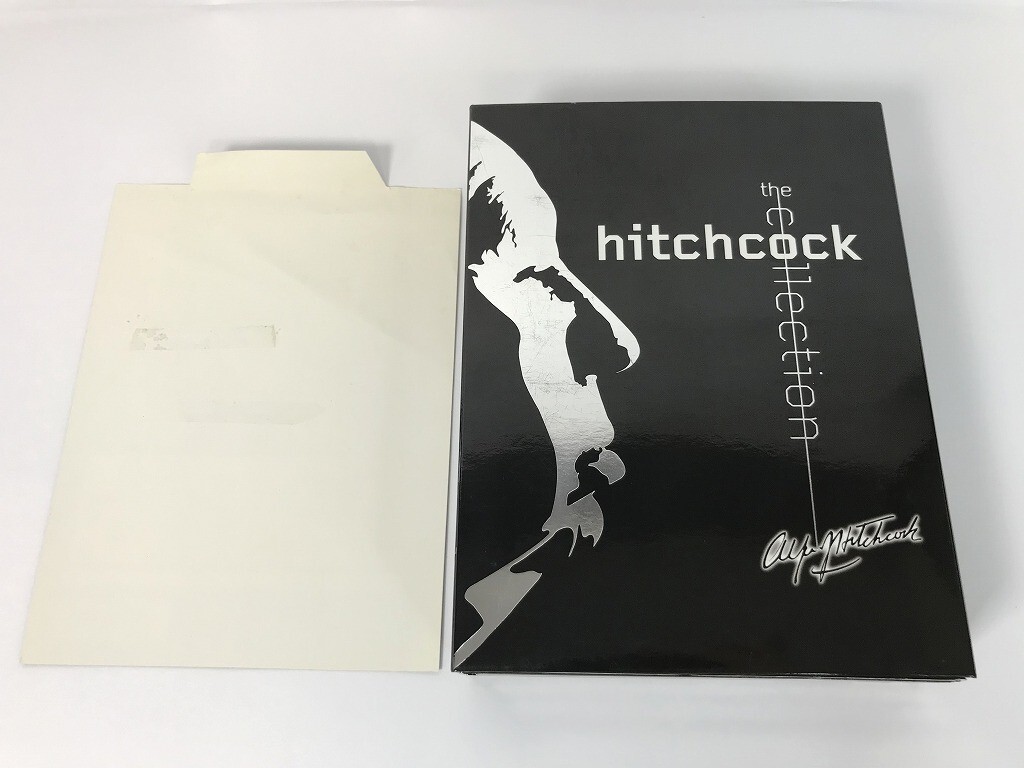 the
hitchcock
collection
Alfred Hitchcock